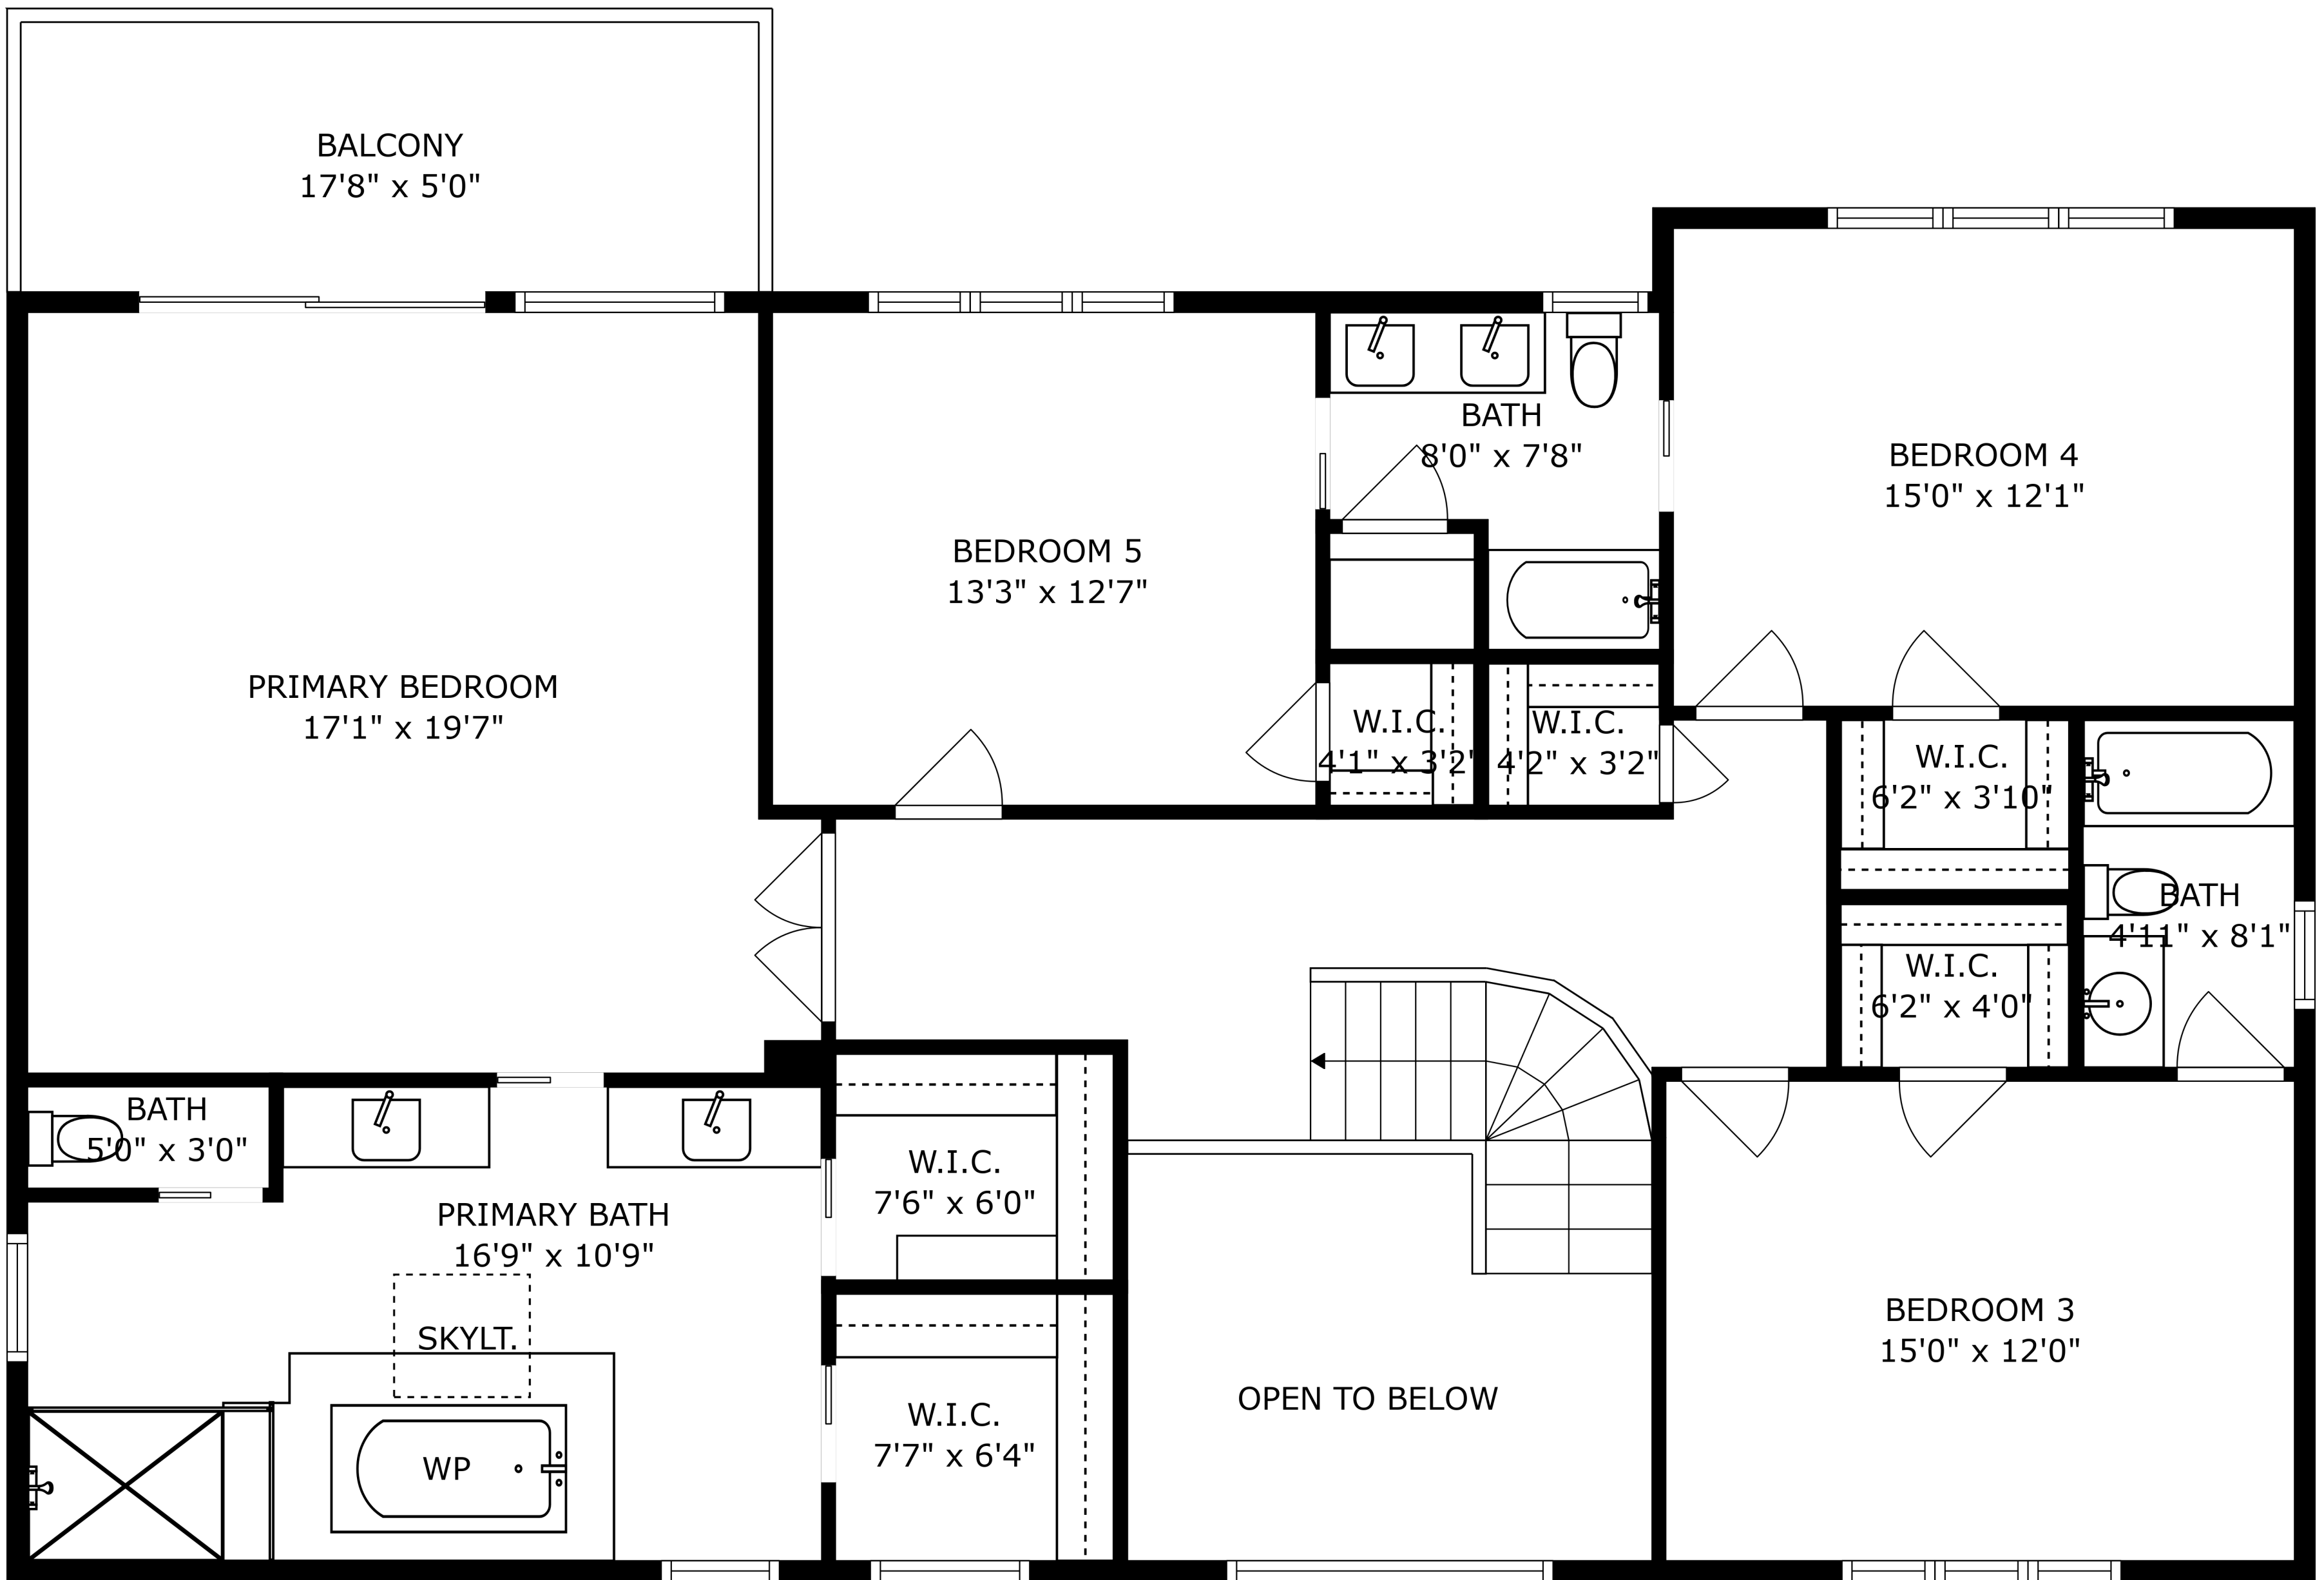 BALCONY
17'8" x 5'0"
BATH
8'0" x 7'8"
BEDROOM 4
15'0" x 12'1"
BEDROOM 5
13'3" x 12'7"
PRIMARY BEDROOM
17'1" x 19'7"
W.I.C.
4'1" x 3'2"
W.I.C.
4'2" x 3'2"
W.I.C.
6'2" x 3'10"
BATH
4'11" x 8'1"
W.I.C.
6'2" x 4'0"
BATH
5'0" x 3'0"
W.I.C.
7'6" x 6'0"
PRIMARY BATH
16'9" x 10'9"
SKYLT.
BEDROOM 3
15'0" x 12'0"
OPEN TO BELOW
W.I.C.
7'7" x 6'4"
WP